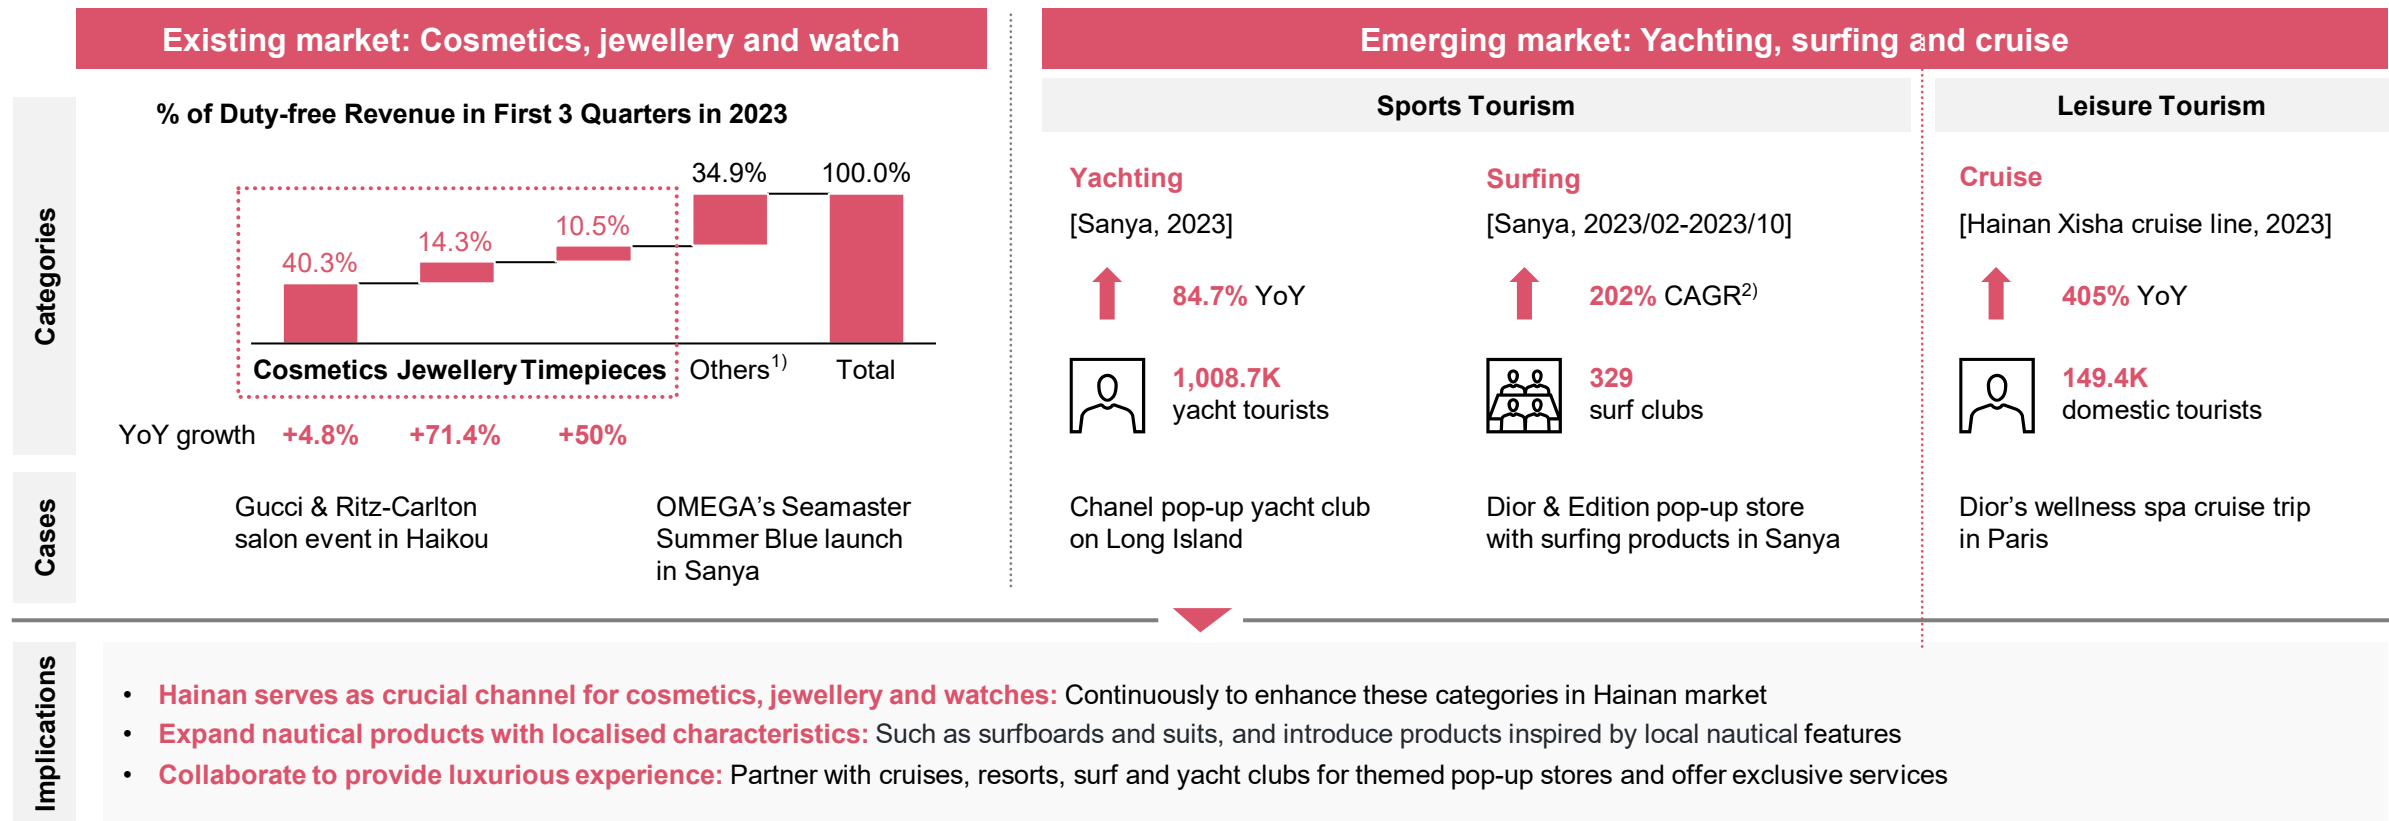 Existing market: Cosmetics, jewellery and watch
Categories
% of Duty-free Revenue in First 3 Quarters in 2023
40.3%
14.3%
10.5%
34.9%
100.0%
Cosmetics
Jewellery
Timepieces
Others1)
Total
YoY growth
+4.8%
+71.4%
+50%
Emerging market: Yachting, surfing and cruise
Sports Tourism
Leisure Tourism
Yachting
[Sanya, 2023]
84.7% YoY
1,008.7K
yacht tourists
Surfing
[Sanya, 2023/02-2023/10]
202% CAGR2)
329
surf clubs
Cruise
[Hainan Xisha cruise line, 2023]
405% YoY
149.4K
domestic tourists
Cases
Gucci & Ritz-Carlton
salon event in Haikou
OMEGA’s Seamaster
Summer Blue launch
in Sanya
Chanel pop-up yacht club
on Long Island
Dior & Edition pop-up store
with surfing products in Sanya
Dior’s wellness spa cruise trip
in Paris
Implications
• Hainan serves as crucial channel for cosmetics, jewellery and watches: Continuously to enhance these categories in Hainan market
• Expand nautical products with localised characteristics: Such as surfboards and suits, and introduce products inspired by local nautical features
• Collaborate to provide luxurious experience: Partner with cruises, resorts, surf and yacht clubs for themed pop-up stores and offer exclusive services